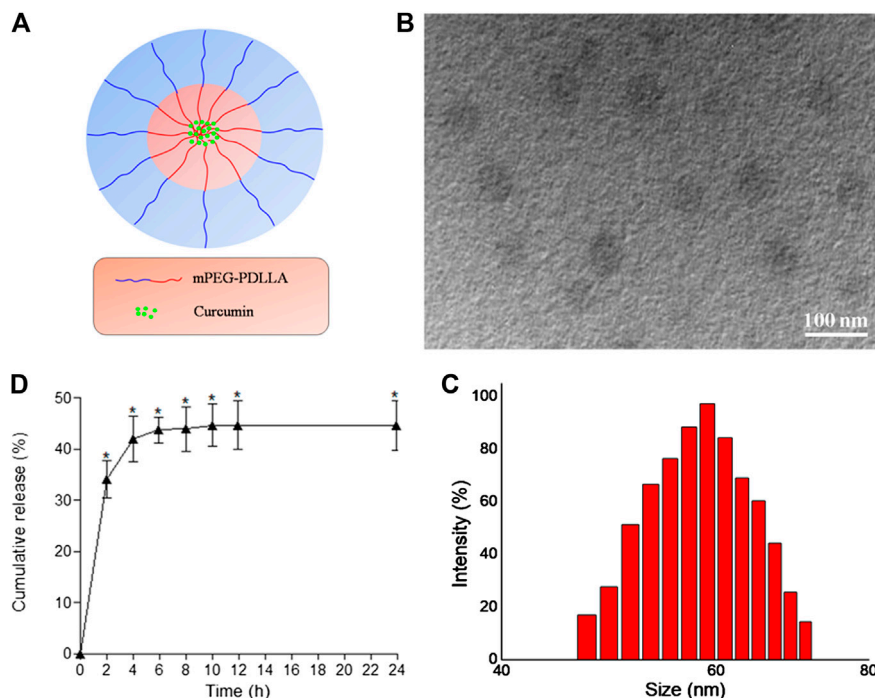 A
mPEG-PDLLA
Curcumin
B
100 nm
D
Cumulative release (%)
50
40
30
20
10
0
* * * * * * *
0 2 4 6 8 10 12 14 16 18 20 22 24
Time (h)
C
Intensity (%)
100
80
60
40
20
0
40 60 80
Size (nm)